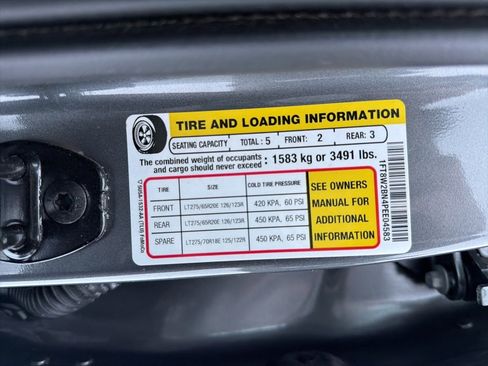 TIRE AND LOADING INFORMATION
SEATING CAPACITY TOTAL : 5 FRONT: 2 REAR: 3
The combined weight of occupants and cargo should never exceed : 1583 kg or 3491 lbs.
TIRE SIZE COLD TIRE PRESSURE
FRONT LT275/65R20E 126/123R 420 KPA, 60 PSI
REAR LT275/65R20E 126/123R 450 KPA, 65 PSI
SPARE LT275/70R18E 125/122R 450 KPA, 65 PSI
SEE OWNERS
MANUAL FOR
ADDITIONAL
INFORMATION
1FT8W2BN4PEE04583